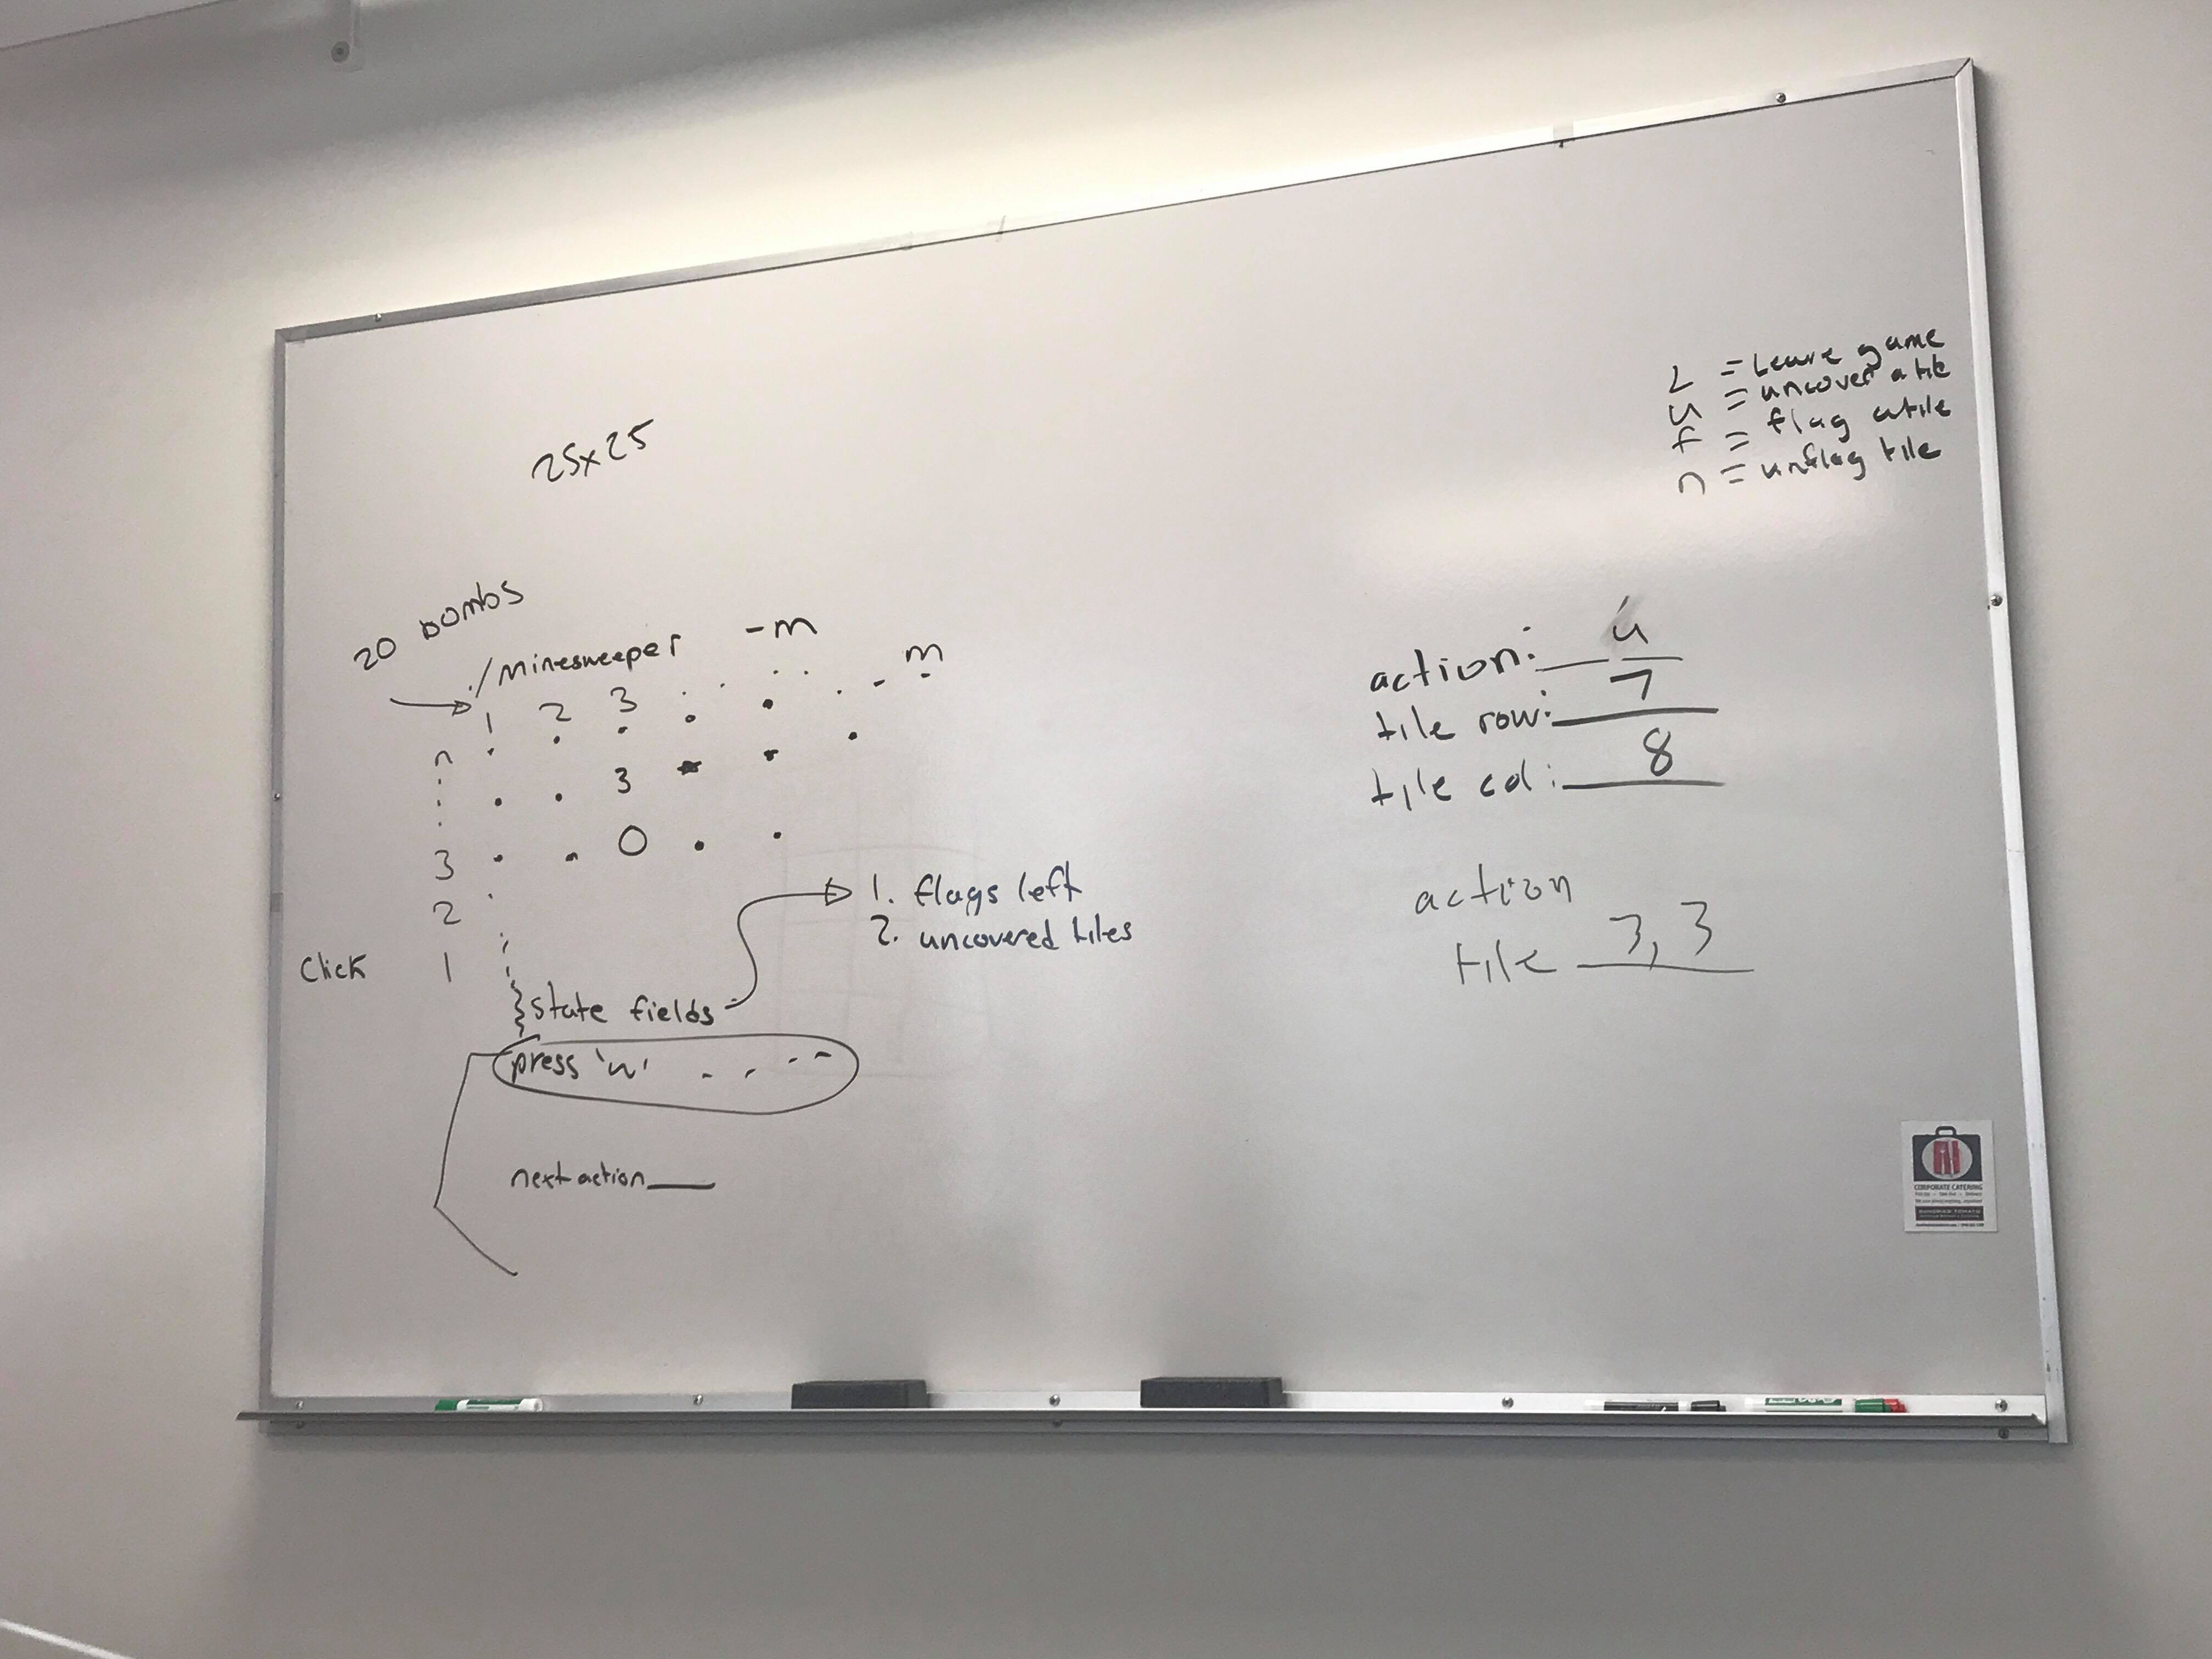 25x25
L = Leave game
u = uncover a tile
f = flag a tile
n = unflag tile
20 bombs
./minesweeper -m
1 2 3 . . . . . - - m
n
3 *
3 0
2
1
Click
state fields
1. flags left
2. uncovered tiles
press 'u' . - - -
next action ___
action: u
tile row: 7
tile col: 8
action
tile 3, 3
CORPORATE CATERING